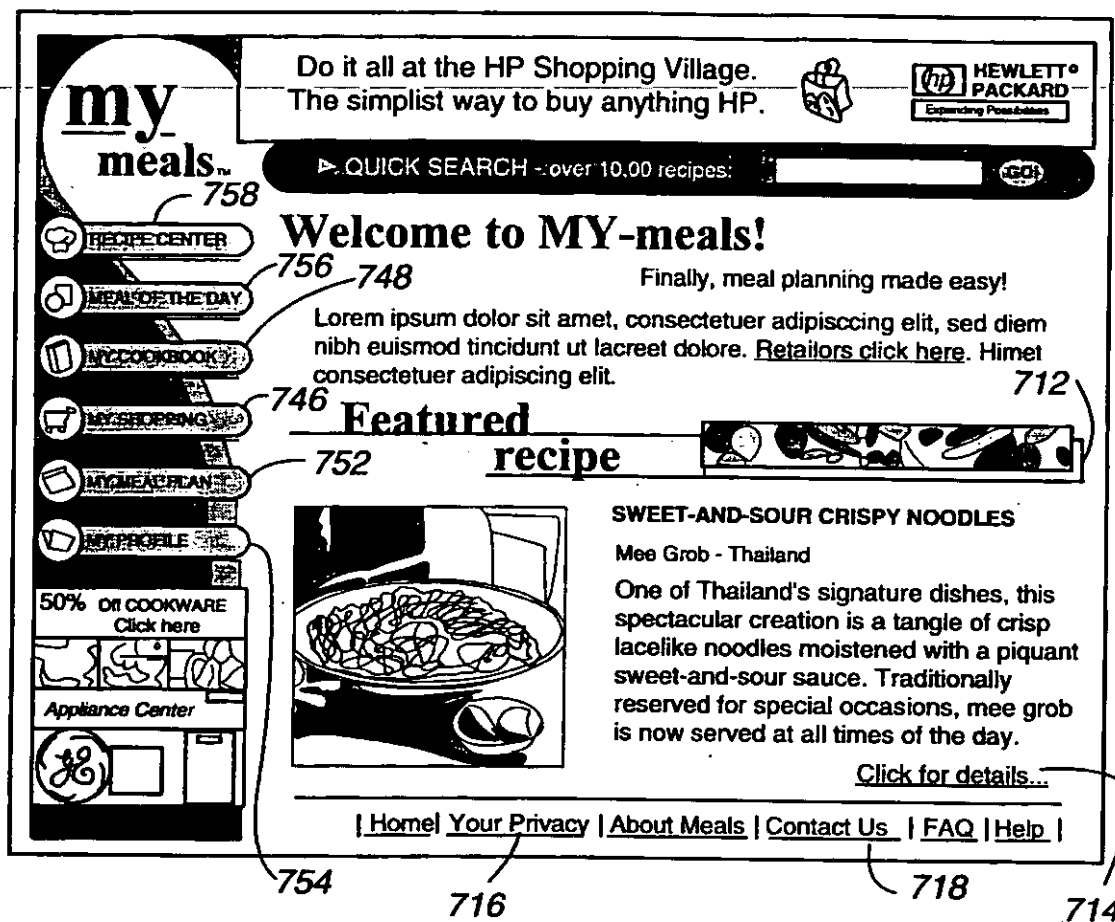 my
meals™
Do it all at the HP Shopping Village.
The simplist way to buy anything HP.
hp HEWLETT®
PACKARD
Expanding Possibilities
QUICK SEARCH - over 10.00 recipes:
GO!
758
RECIPE CENTER
756
MEAL OF THE DAY
748
MY COOKBOOK
746
MY SHOPPING
752
MY MEAL PLAN
MY PROFILE
Welcome to MY-meals!
Finally, meal planning made easy!
Lorem ipsum dolor sit amet, consectetuer adipisccing elit, sed diem
nibh euismod tincidunt ut lacreet dolore. Retailors click here. Himet
consectetuer adipiscing elit.
712
Featured
recipe
SWEET-AND-SOUR CRISPY NOODLES
Mee Grob - Thailand
One of Thailand's signature dishes, this
spectacular creation is a tangle of crisp
lacelike noodles moistened with a piquant
sweet-and-sour sauce. Traditionally
reserved for special occasions, mee grob
is now served at all times of the day.
Click for details...
50% Off COOKWARE
Click here
Appliance Center
GE
| Home| Your Privacy | About Meals | Contact Us | FAQ | Help |
754
716
718
714